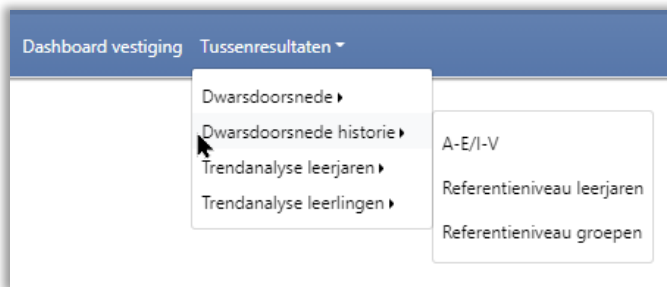 Dashboard vestiging Tussenresultaten
Dwarsdoorsnede
Dwarsdoorsnede historie
Trendanalyse leerjaren
Trendanalyse leerlingen
A-E/I-V
Referentieniveau leerjaren
Referentieniveau groepen